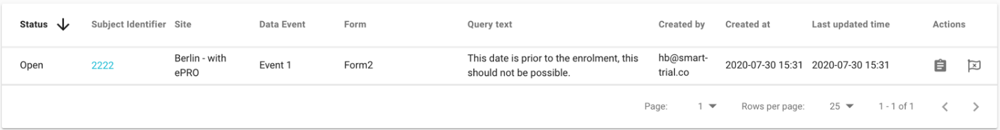 Status Subject Identifier Site Data Event Form Query text Created by Created at Last updated time Actions
Open 2222 Berlin - with ePRO Event 1 Form2 This date is prior to the enrolment, this should not be possible. hb@smart-trial.co 2020-07-30 15:31 2020-07-30 15:31
Page: 1 Rows per page: 25 1 - 1 of 1